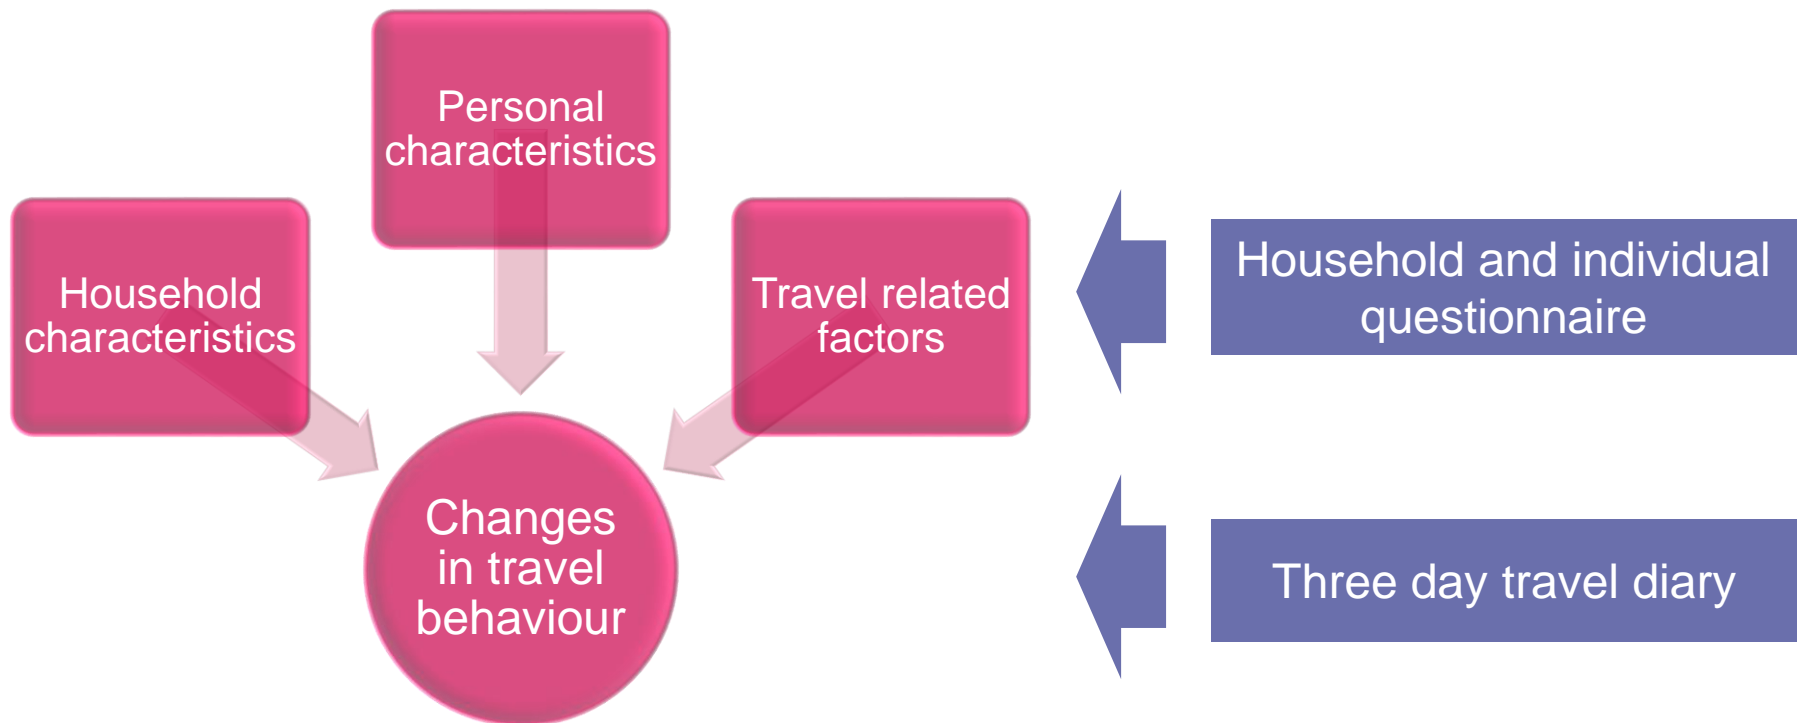 Personal
characteristics
Household
characteristics
Travel related
factors
Household and individual
questionnaire
Changes
in travel
behaviour
Three day travel diary